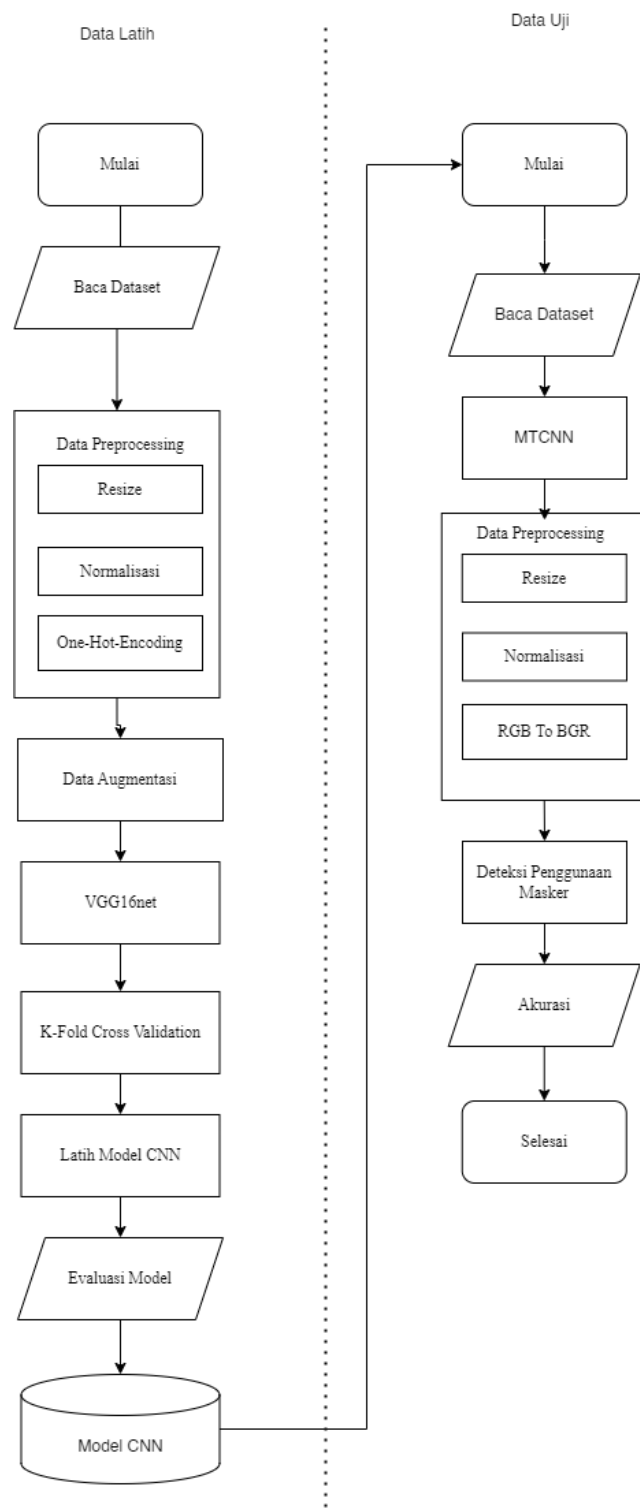 Data Latih
Mulai
Baca Dataset
Data Preprocessing
Resize
Normalisasi
One-Hot-Encoding
Data Augmentasi
VGG16net
K-Fold Cross Validation
Latih Model CNN
Evaluasi Model
Model CNN
Data Uji
Mulai
Baca Dataset
MTCNN
Data Preprocessing
Resize
Normalisasi
RGB To BGR
Deteksi Penggunaan
Masker
Akurasi
Selesai